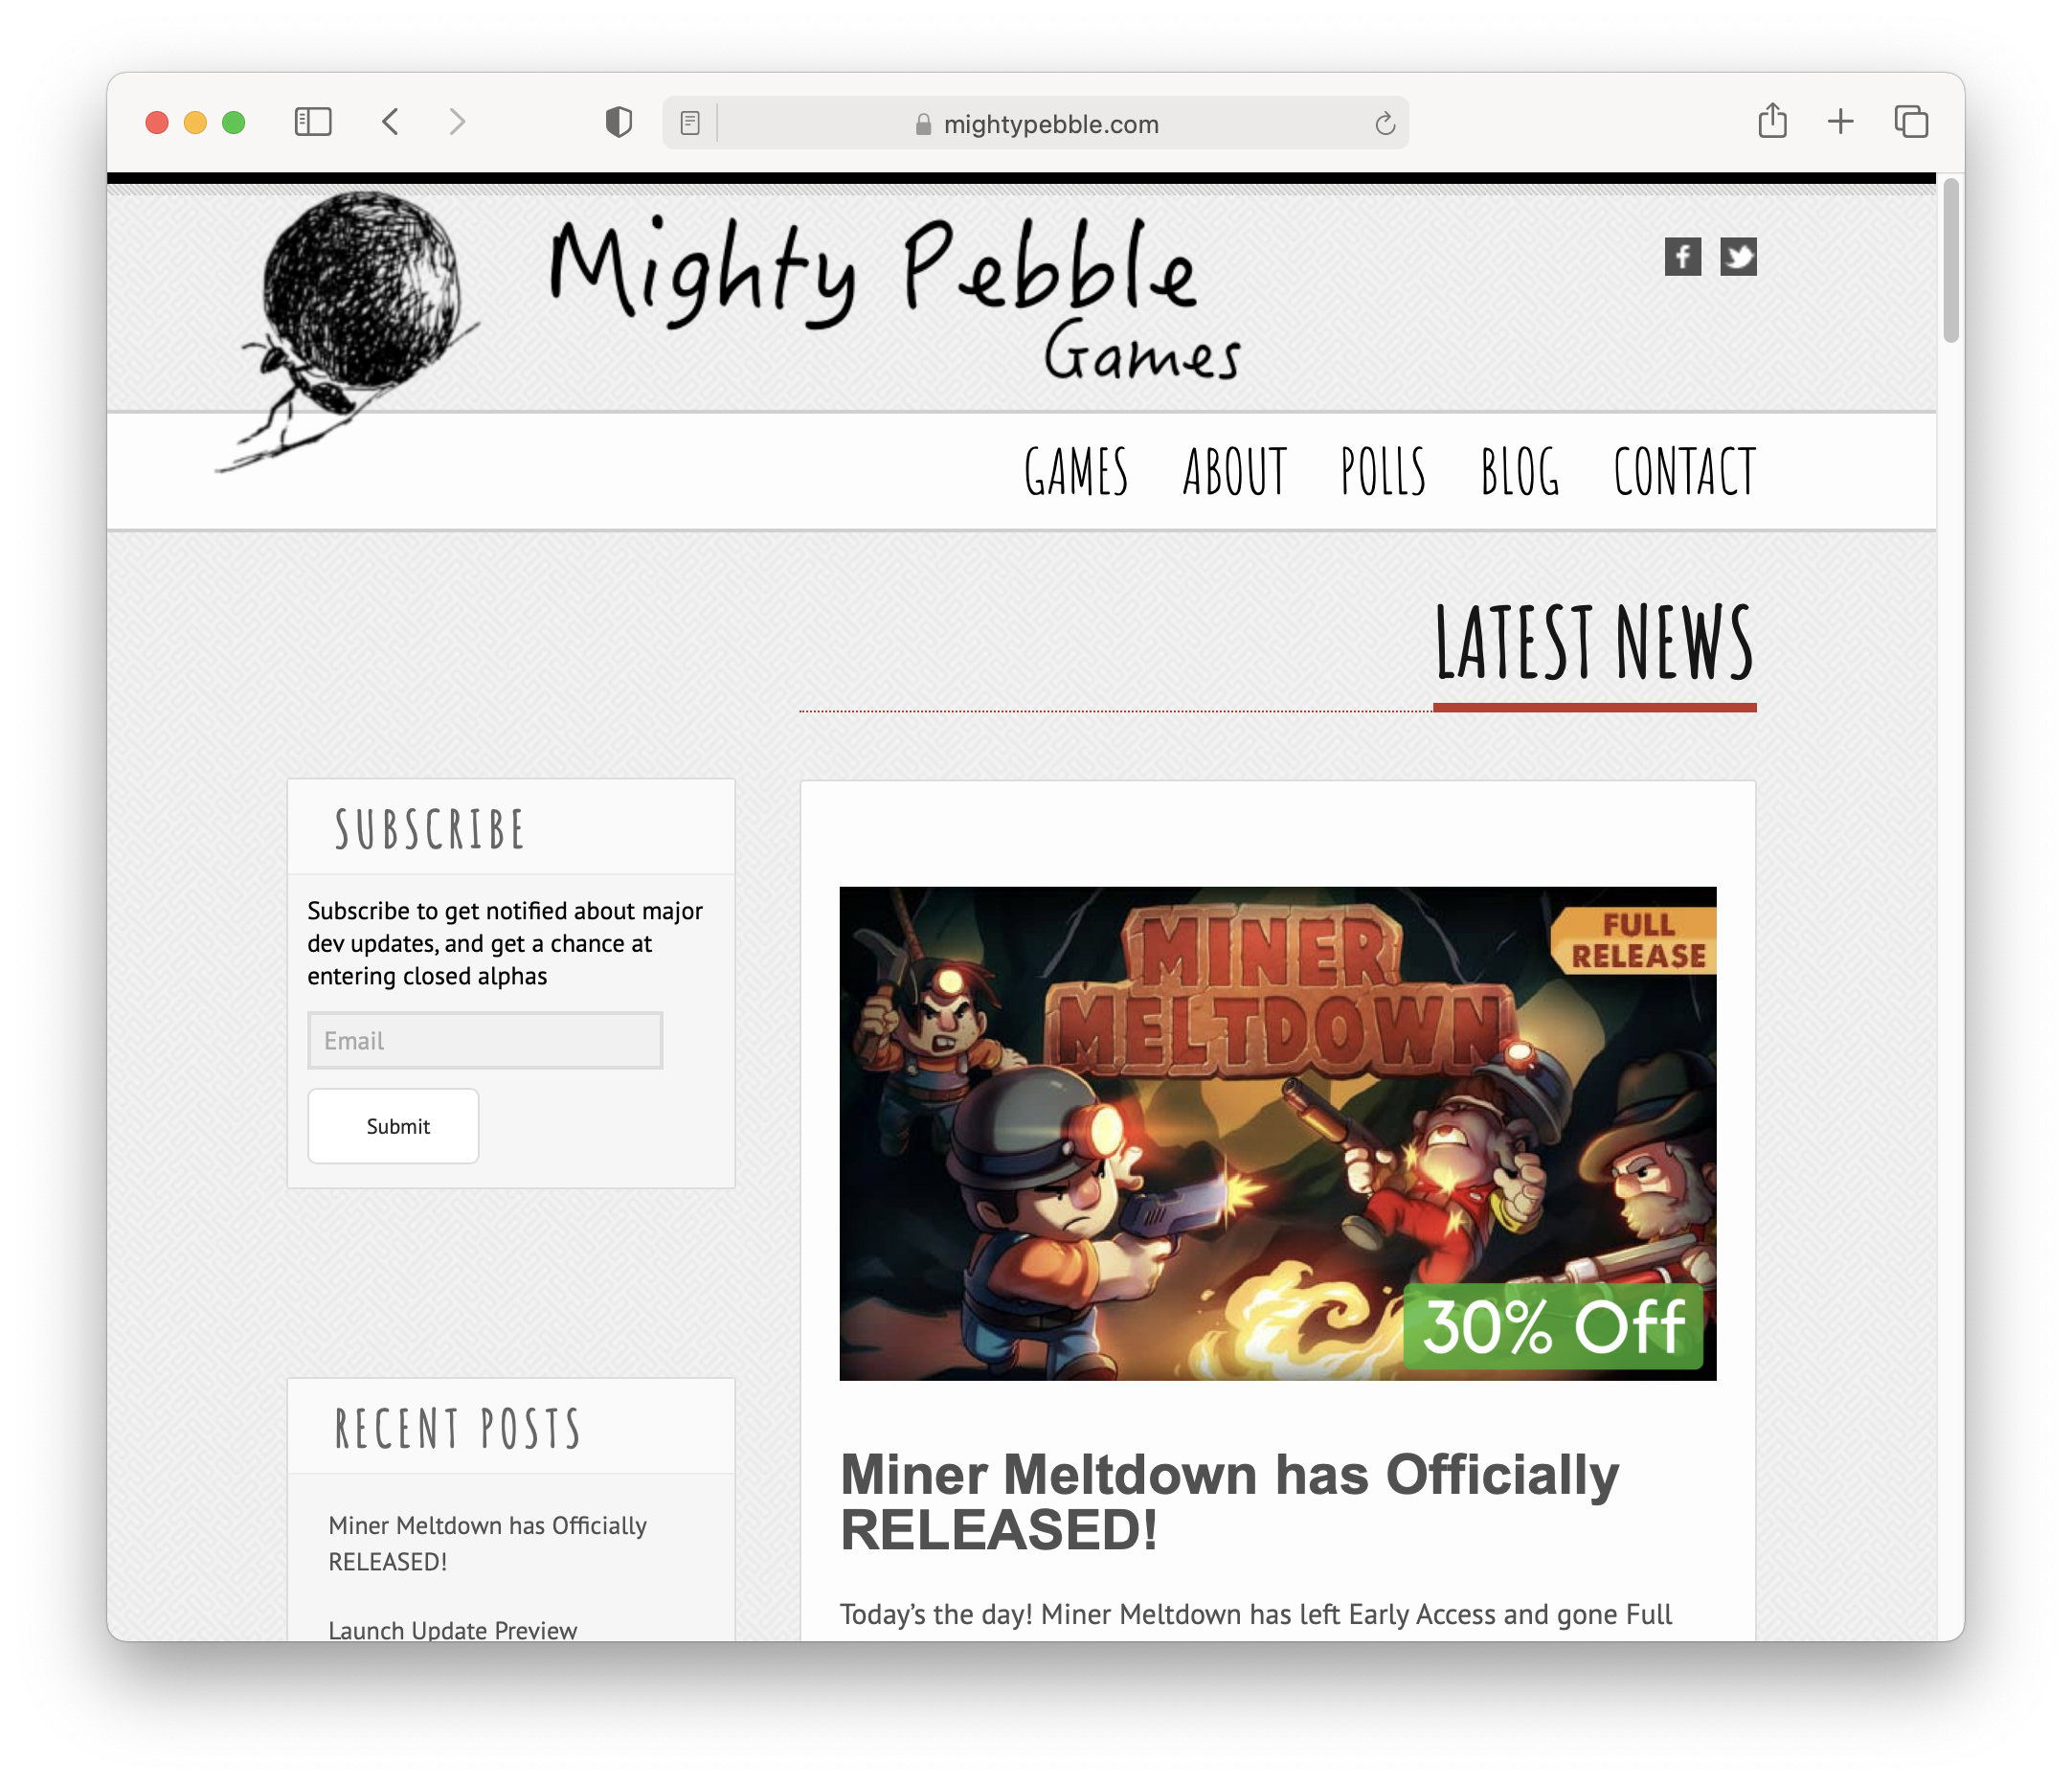 mightypebble.com
Mighty Pebble
Games
GAMES ABOUT POLLS BLOG CONTACT
LATEST NEWS
SUBSCRIBE
Subscribe to get notified about major
dev updates, and get a chance at
entering closed alphas
Email
Submit
RECENT POSTS
Miner Meltdown has Officially
RELEASED!
Launch Update Preview
MINER
MELTDOWN
FULL
RELEASE
30% Off
Miner Meltdown has Officially
RELEASED!
Today’s the day! Miner Meltdown has left Early Access and gone Full